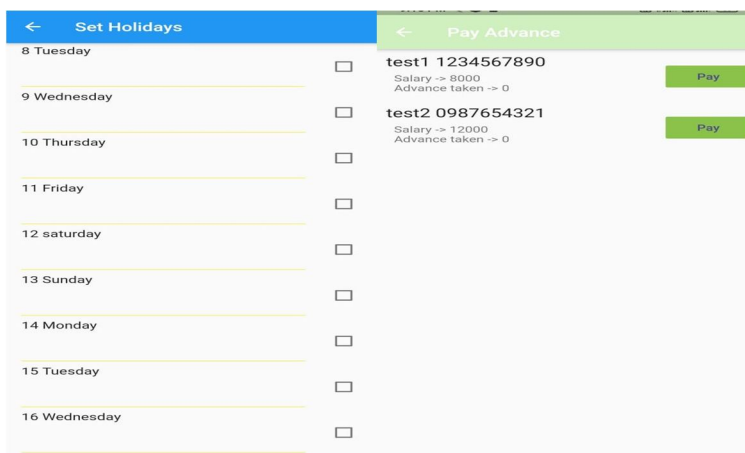 Set Holidays
8 Tuesday
9 Wednesday
10 Thursday
11 Friday
12 saturday
13 Sunday
14 Monday
15 Tuesday
16 Wednesday
Pay Advance
test1 1234567890
Salary -> 8000
Advance taken -> 0
Pay
test2 0987654321
Salary -> 12000
Advance taken -> 0
Pay